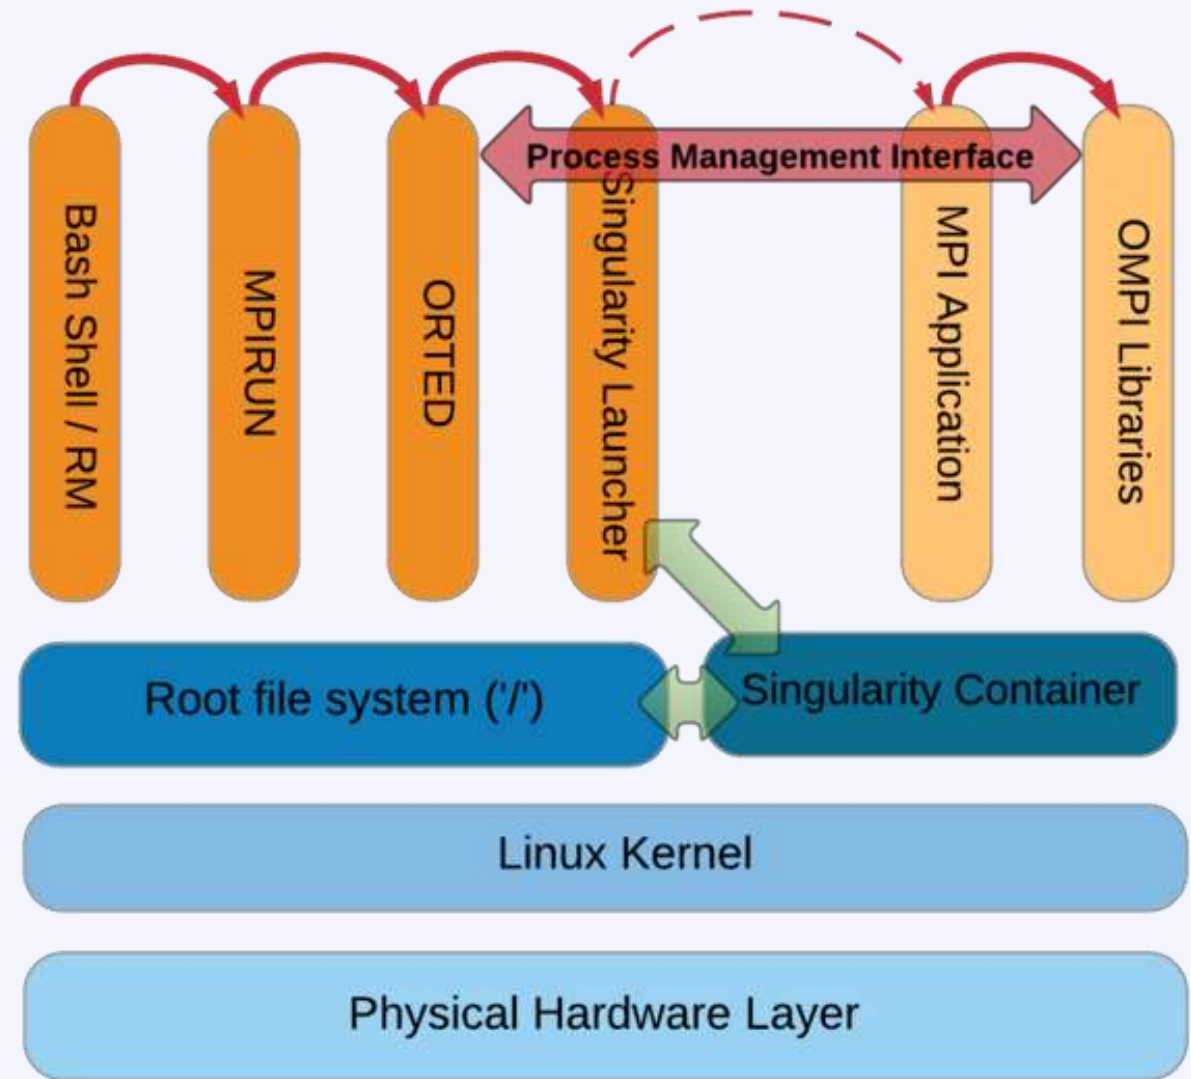 Process Management Interface
Bash Shell / RM
MPIRUN
ORTED
Singularity Launcher
MPI Application
OMPI Libraries
Root file system ('/')
Singularity Container
Linux Kernel
Physical Hardware Layer